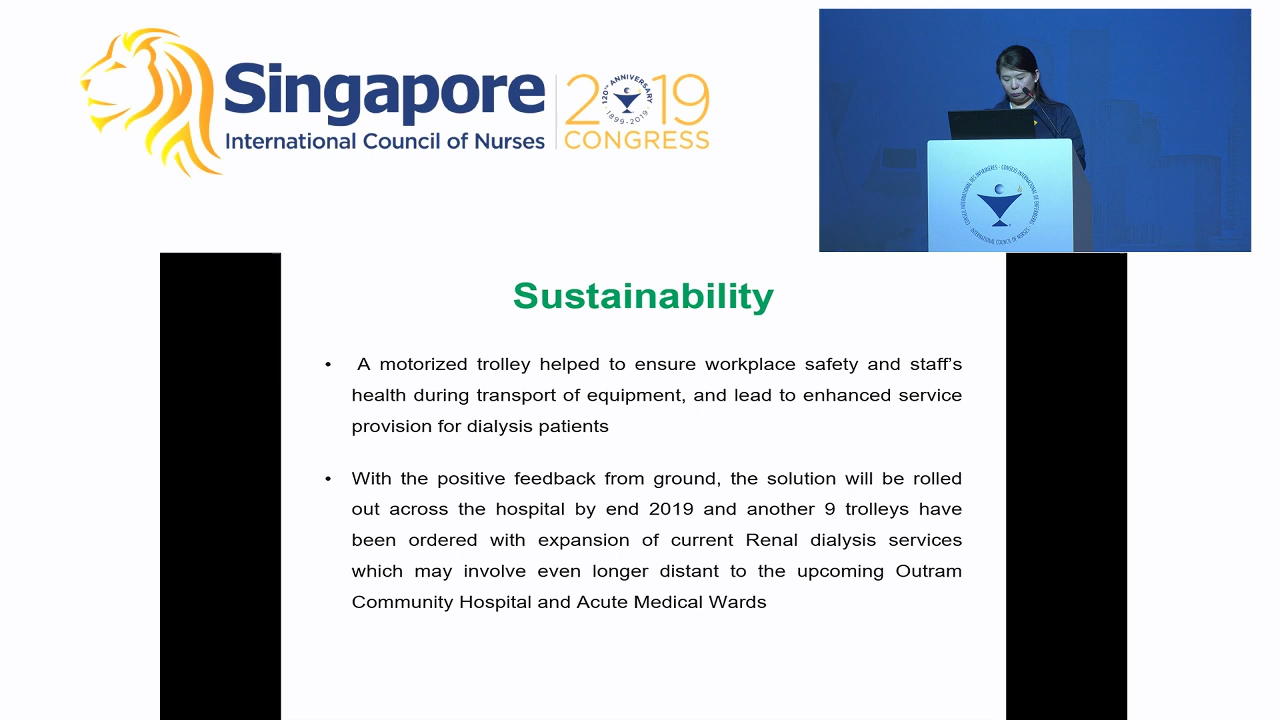 Singapore
International Council of Nurses
2019
CONGRESS
120TH ANNIVERSARY
1899-2019
Sustainability
• A motorized trolley helped to ensure workplace safety and staff's
health during transport of equipment, and lead to enhanced service
provision for dialysis patients
• With the positive feedback from ground, the solution will be rolled
out across the hospital by end 2019 and another 9 trolleys have
been ordered with expansion of current Renal dialysis services
which may involve even longer distant to the upcoming Outram
Community Hospital and Acute Medical Wards